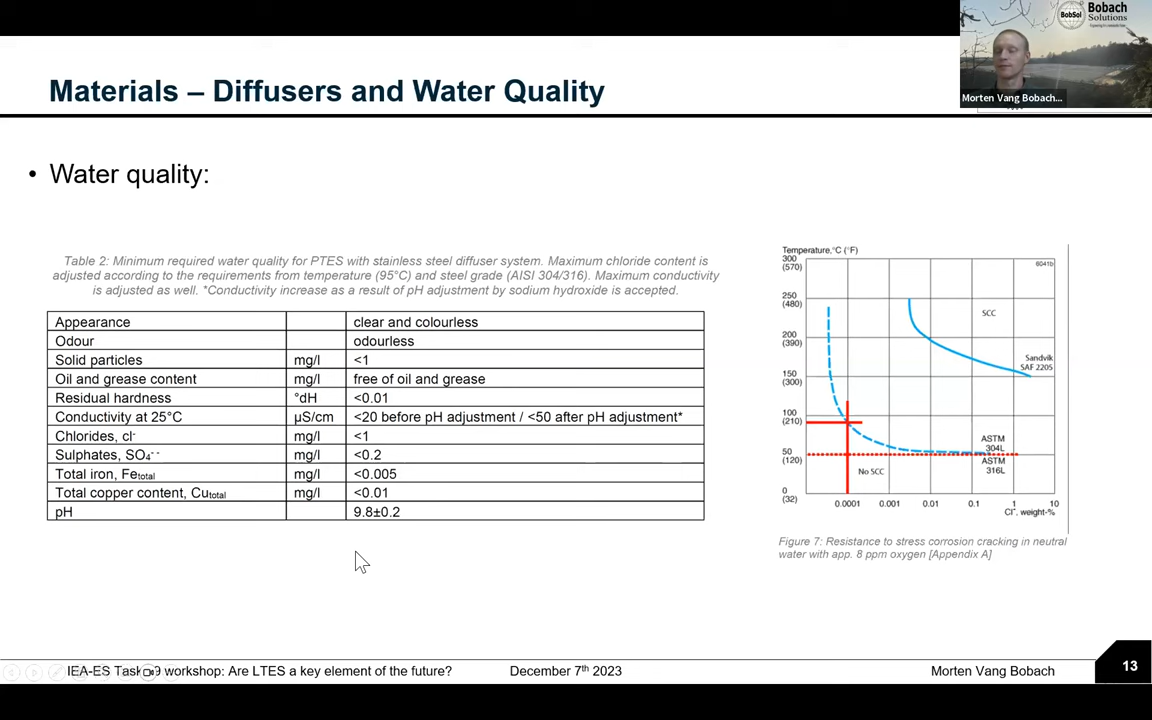 BobSol
Bobach
Solutions
Morten Vang Bobach...
Materials – Diffusers and Water Quality
• Water quality:
Table 2: Minimum required water quality for PTES with stainless steel diffuser system. Maximum chloride content is
adjusted according to the requirements from temperature (95°C) and steel grade (AISI 304/316). Maximum conductivity
is adjusted as well. *Conductivity increase as a result of pH adjustment by sodium hydroxide is accepted.
Appearance clear and colourless
Odour odourless
Solid particles mg/l <1
Oil and grease content mg/l free of oil and grease
Residual hardness °dH <0.01
Conductivity at 25°C µS/cm <20 before pH adjustment / <50 after pH adjustment*
Chlorides, cl- mg/l <1
Sulphates, SO4-- mg/l <0.2
Total iron, Fetotal mg/l <0.005
Total copper content, Cutotal mg/l <0.01
pH 9.8±0.2
Temperature, °C (°F)
300
(570)
6041b
250
(480)
SCC
200
(390)
Sandvik
SAF 2205
150
(300)
100
(210)
ASTM
304L
50
(120)
ASTM
316L
No SCC
0
(32)
0.0001 0.001 0.01 0.1 1 10
Cl-, weight-%
Figure 7: Resistance to stress corrosion cracking in neutral
water with app. 8 ppm oxygen [Appendix A]
IEA-ES Task 9 workshop: Are LTES a key element of the future?
December 7th 2023
Morten Vang Bobach
13